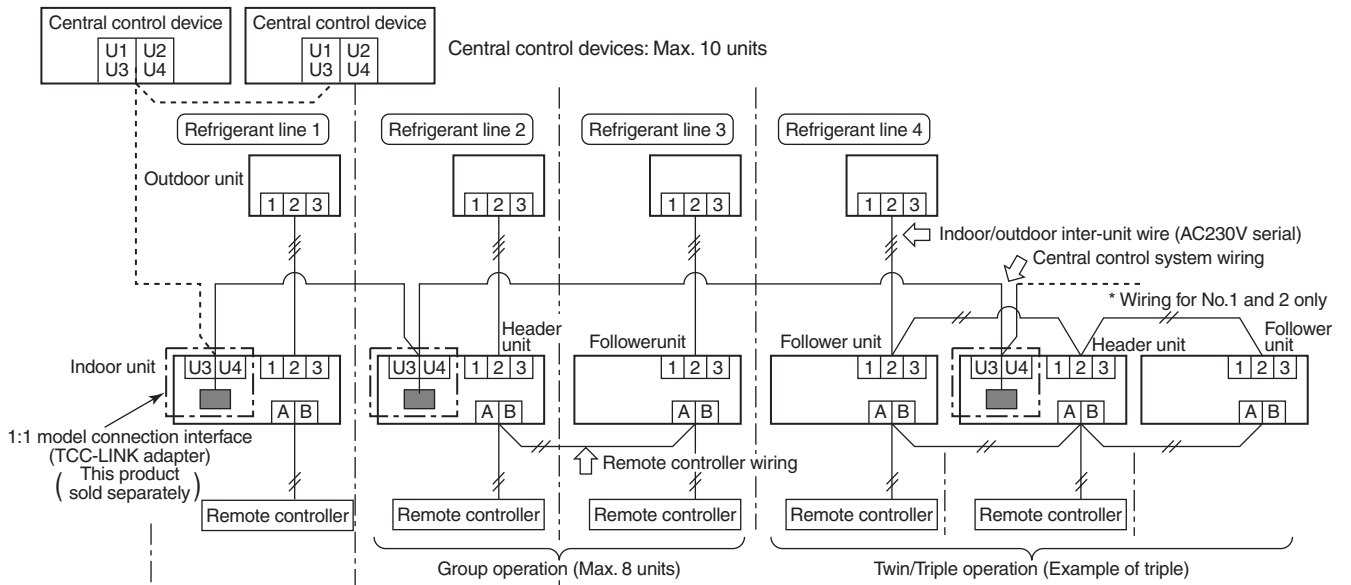 Central control device
U1 U2
U3 U4
Central control device
U1 U2
U3 U4
Central control devices: Max. 10 units
Refrigerant line 1
Refrigerant line 2
Refrigerant line 3
Refrigerant line 4
Outdoor unit
1 2 3
1 2 3
1 2 3
1 2 3
Indoor/outdoor inter-unit wire (AC230V serial)
Central control system wiring
* Wiring for No.1 and 2 only
Indoor unit
U3 U4
1 2 3
A B
Header
unit
U3 U4
1 2 3
A B
Followerunit
1 2 3
A B
Follower unit
1 2 3
A B
Header unit
U3 U4
1 2 3
A B
Follower
unit
1 2 3
A B
1:1 model connection interface
(TCC-LINK adapter)
( This product
sold separately )
Remote controller wiring
Remote controller
Remote controller
Remote controller
Remote controller
Remote controller
Group operation (Max. 8 units)
Twin/Triple operation (Example of triple)